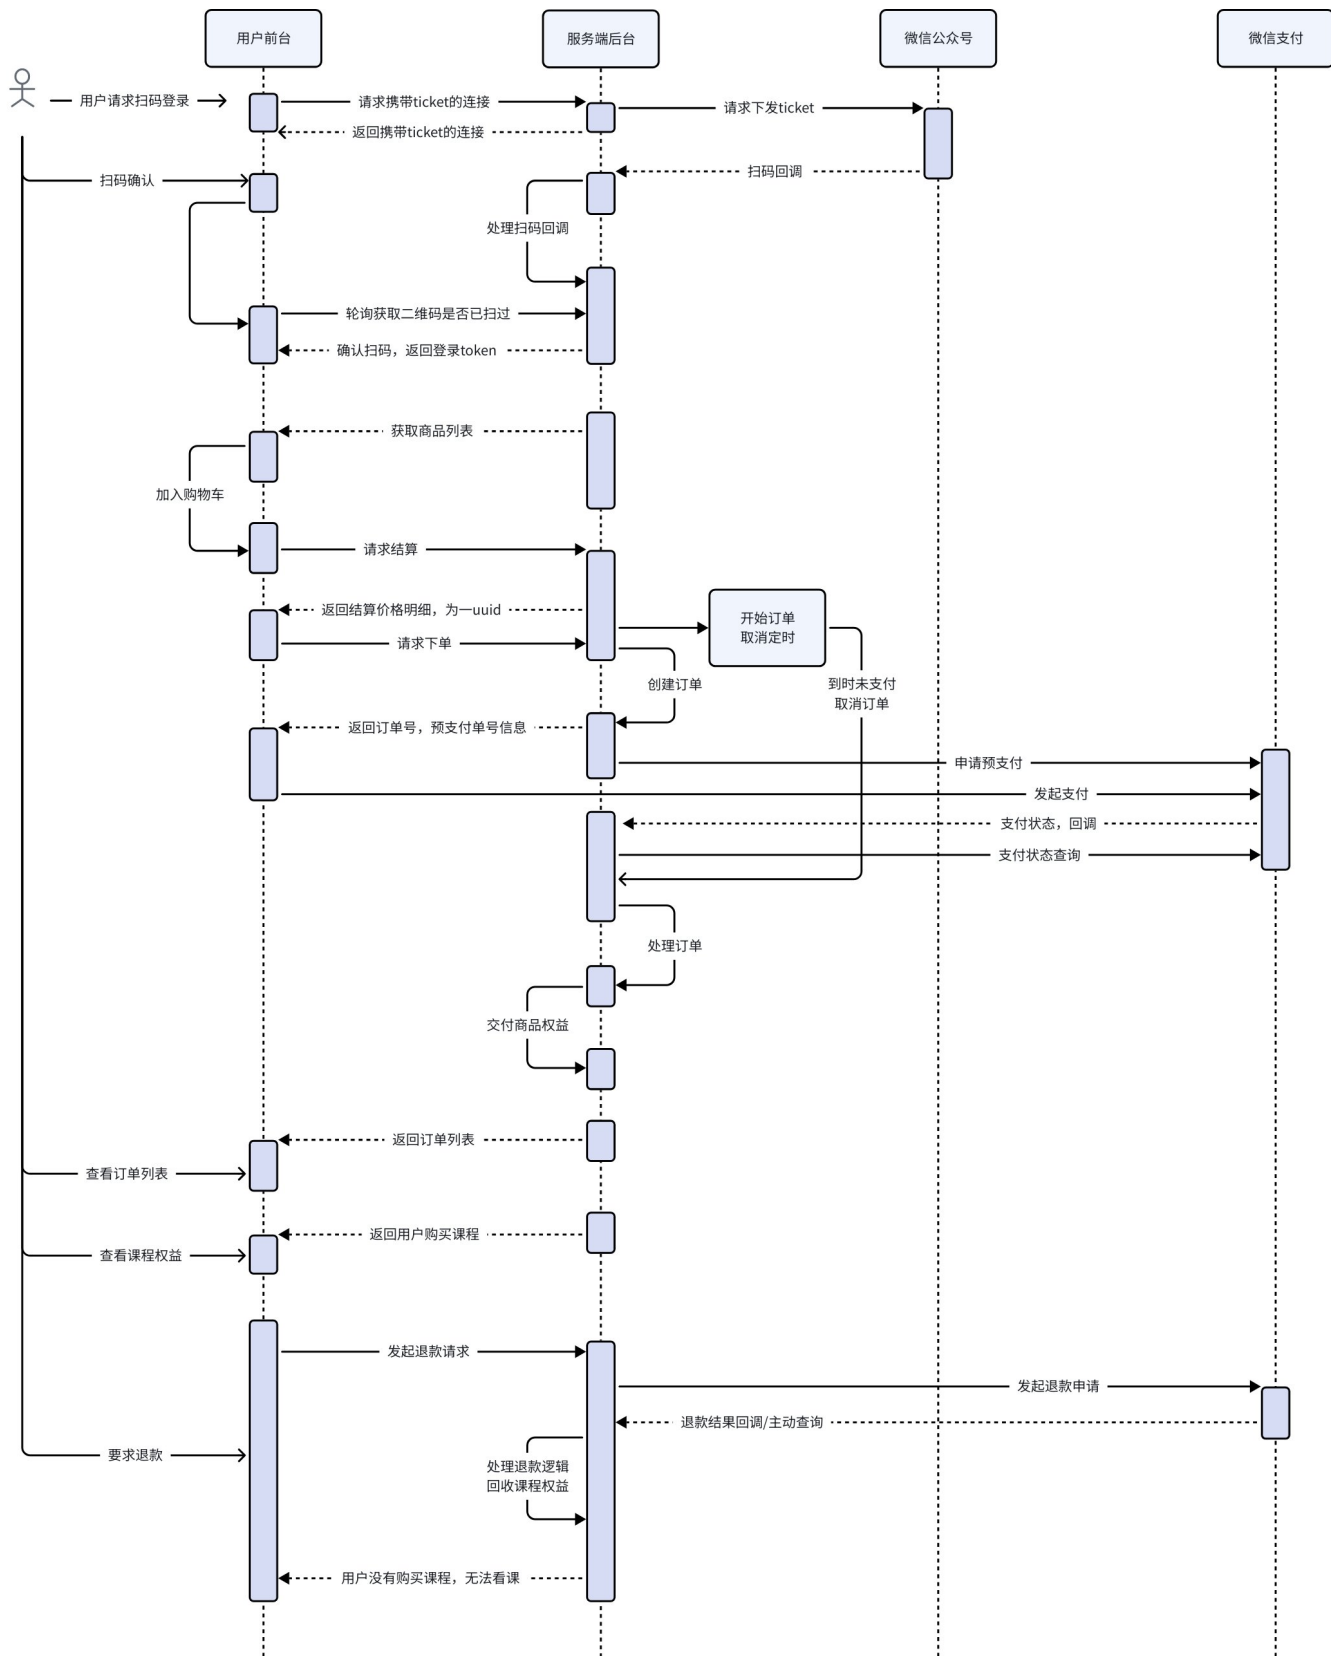 用户前台
服务端后台
微信公众号
微信支付
用户请求扫码登录
请求携带ticket的连接
请求下发ticket
返回携带ticket的连接
扫码回调
扫码确认
处理扫码回调
轮询获取二维码是否已扫过
确认扫码，返回登录token
获取商品列表
加入购物车
请求结算
返回结算价格明细，为一uuid
开始订单
取消定时
请求下单
创建订单
到时未支付
取消订单
返回订单号，预支付单号信息
申请预支付
发起支付
支付状态，回调
支付状态查询
处理订单
交付商品权益
返回订单列表
查看订单列表
返回用户购买课程
查看课程权益
发起退款请求
发起退款申请
退款结果回调/主动查询
要求退款
处理退款逻辑
回收课程权益
用户没有购买课程，无法看课